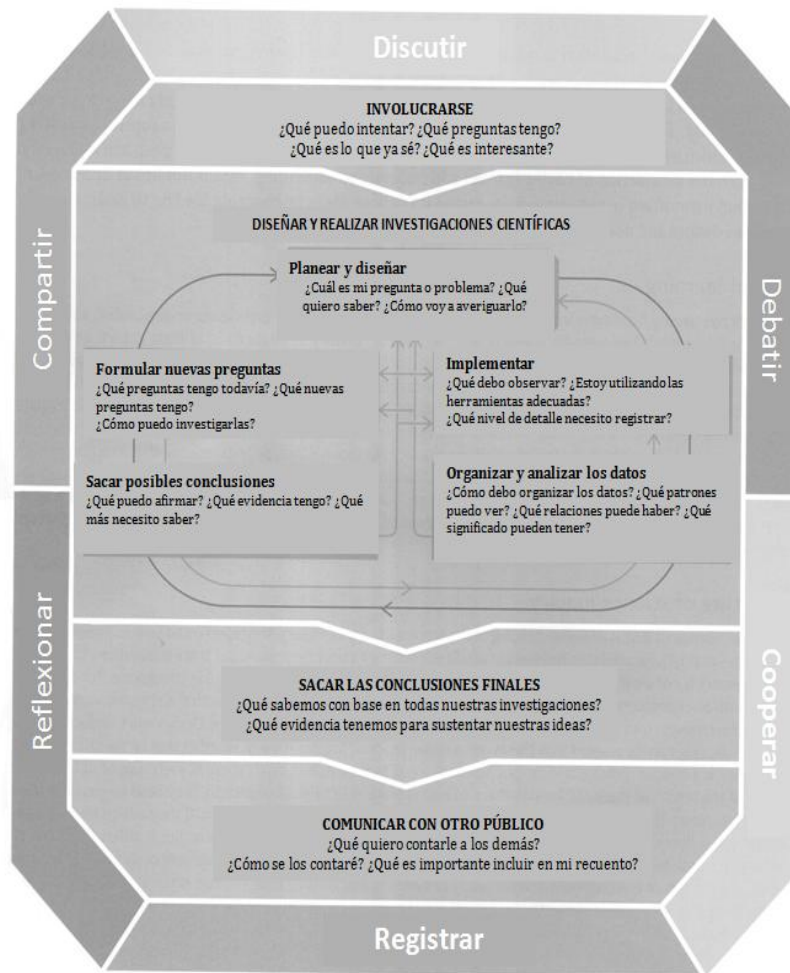 Discutir
INVOLUCRARSE
¿Qué puedo intentar? ¿Qué preguntas tengo?
¿Qué es lo que ya sé? ¿Qué es interesante?
Compartir
Debatir
DISEÑAR Y REALIZAR INVESTIGACIONES CIENTÍFICAS
Planear y diseñar
¿Cuál es mi pregunta o problema? ¿Qué
quiero saber? ¿Cómo voy a averiguarlo?
Formular nuevas preguntas
¿Qué preguntas tengo todavía? ¿Qué nuevas
preguntas tengo?
¿Cómo puedo investigarlas?
Implementar
¿Qué debo observar? ¿Estoy utilizando las
herramientas adecuadas?
¿Qué nivel de detalle necesito registrar?
Sacar posibles conclusiones
¿Qué puedo afirmar? ¿Qué evidencia tengo? ¿Qué
más necesito saber?
Organizar y analizar los datos
¿Cómo debo organizar los datos? ¿Qué patrones
puedo ver? ¿Qué relaciones puede haber? ¿Qué
significado pueden tener?
Reflexionar
Cooperar
SACAR LAS CONCLUSIONES FINALES
¿Qué sabemos con base en todas nuestras investigaciones?
¿Qué evidencia tenemos para sustentar nuestras ideas?
COMUNICAR CON OTRO PÚBLICO
¿Qué quiero contarle a los demás?
¿Cómo se los contaré? ¿Qué es importante incluir en mi recuento?
Registrar